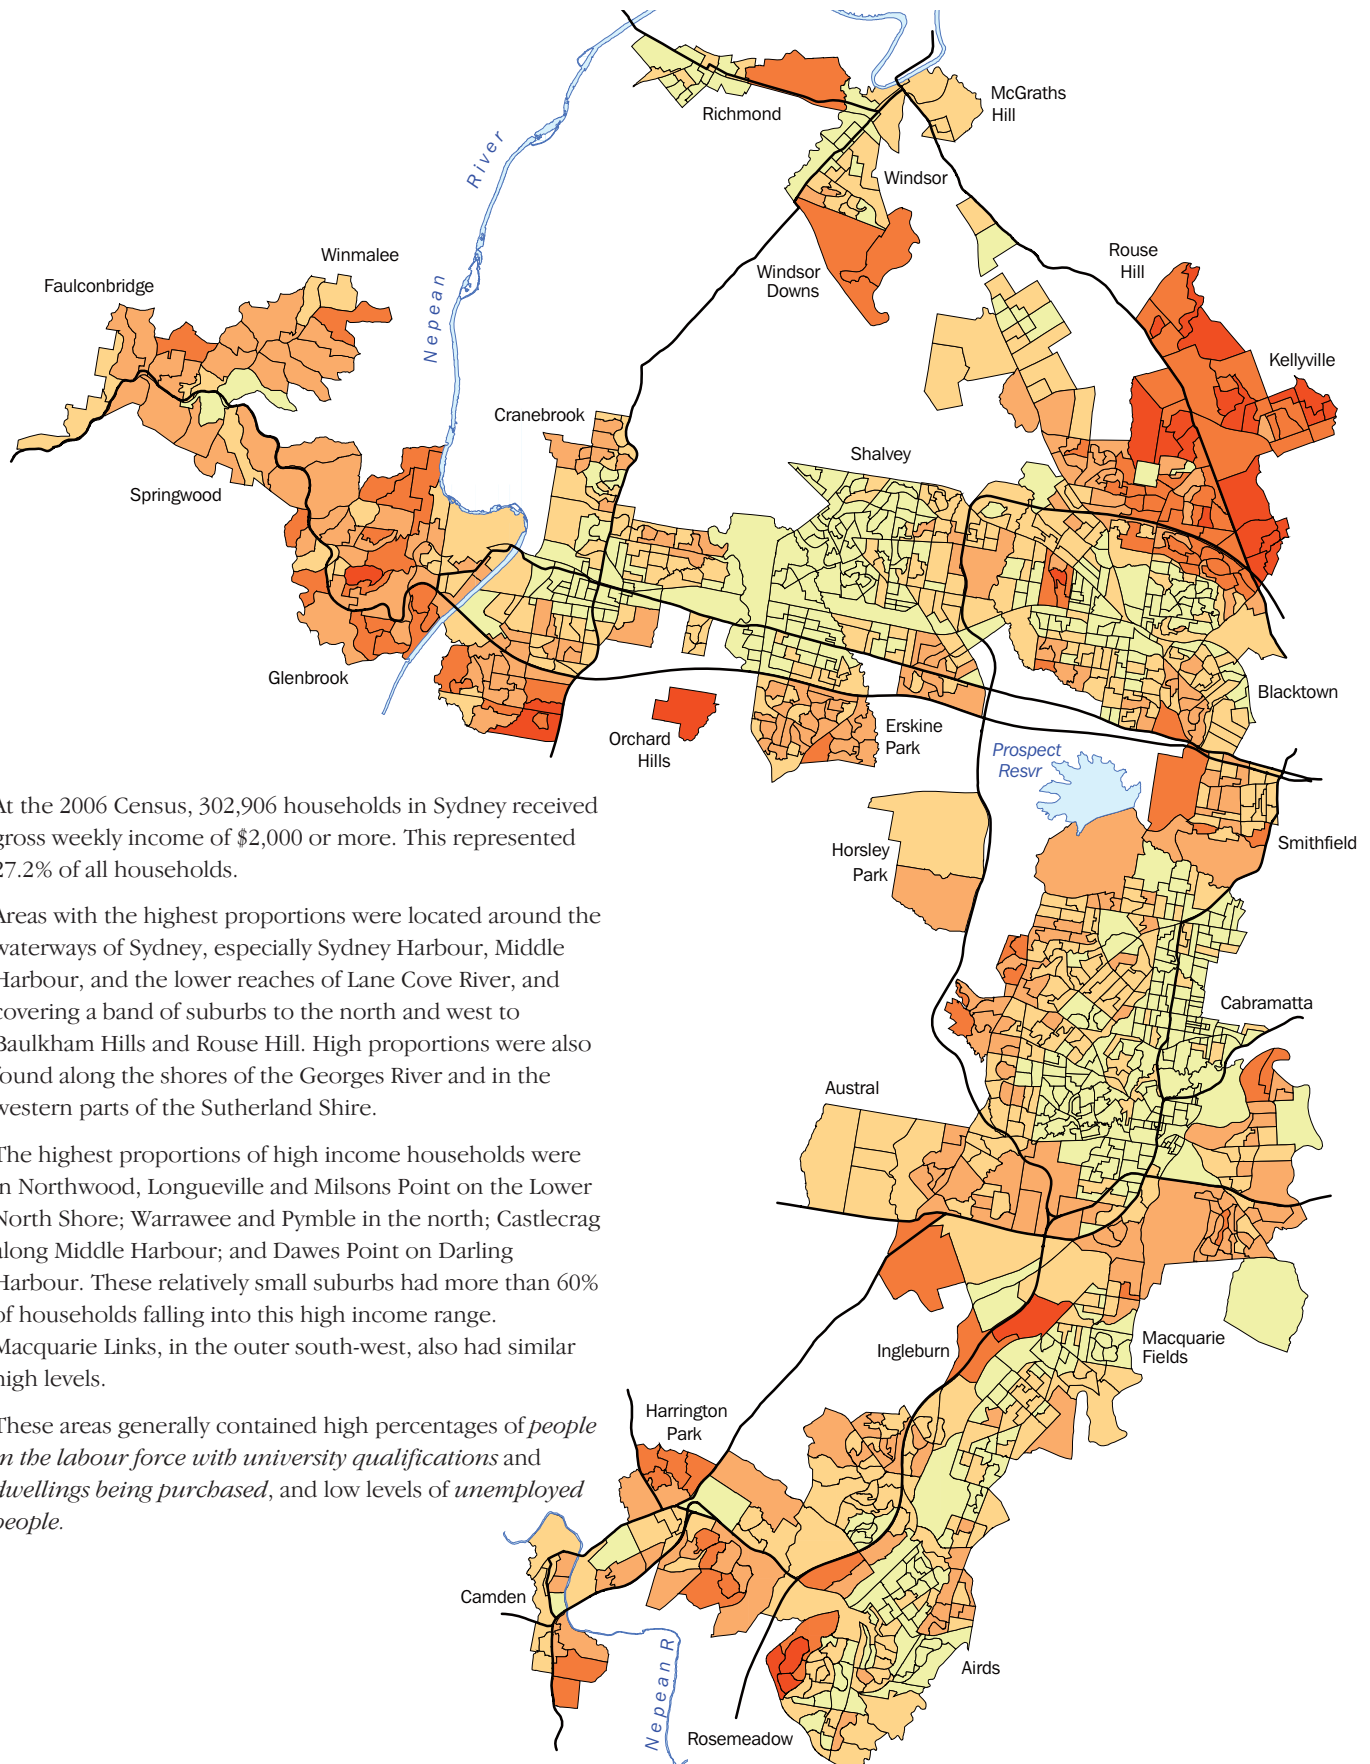 McGraths
Hill
Richmond
River
Windsor
Winmalee
Rouse
Hill
Faulconbridge
Windsor
Downs
Nepean
Kellyville
Cranebrook
Shalvey
Springwood
Glenbrook
Blacktown
Orchard
Hills
Erskine
Park
Prospect
Resvr
At the 2006 Census, 302,906 households in Sydney received
gross weekly income of $2,000 or more. This represented
27.2% of all households.
Smithfield
Horsley
Park
Areas with the highest proportions were located around the
waterways of Sydney, especially Sydney Harbour, Middle
Harbour, and the lower reaches of Lane Cove River, and
covering a band of suburbs to the north and west to
Baulkham Hills and Rouse Hill. High proportions were also
found along the shores of the Georges River and in the
western parts of the Sutherland Shire.
Cabramatta
Austral
The highest proportions of high income households were
in Northwood, Longueville and Milsons Point on the Lower
North Shore; Warrawee and Pymble in the north; Castlecrag
along Middle Harbour; and Dawes Point on Darling
Harbour. These relatively small suburbs had more than 60%
of households falling into this high income range.
Macquarie Links, in the outer south-west, also had similar
high levels.
Ingleburn
Macquarie
Fields
These areas generally contained high percentages of people
in the labour force with university qualifications and
dwellings being purchased, and low levels of unemployed
people.
Harrington
Park
Camden
Airds
Nepean R
Rosemeadow